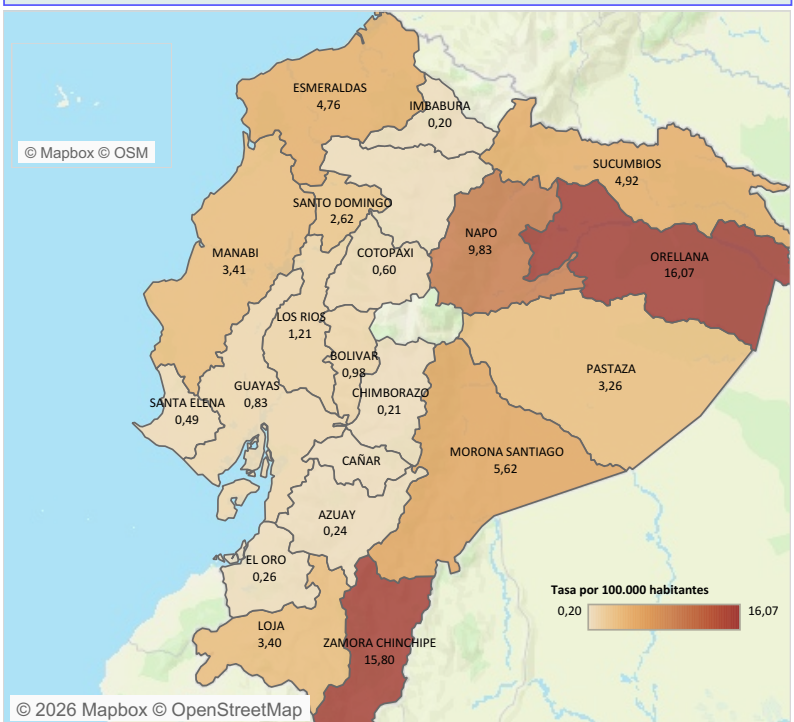 ESMERALDAS
4,76
IMBABURA
0,20
© Mapbox © OSM
SUCUMBIOS
4,92
SANTO DOMINGO
2,62
NAPO
9,83
MANABI
3,41
COTOPAXI
0,60
ORELLANA
16,07
LOS RIOS
1,21
BOLIVAR
0,98
PASTAZA
3,26
GUAYAS
0,83
CHIMBORAZO
0,21
SANTA ELENA
0,49
MORONA SANTIAGO
5,62
CAÑAR
AZUAY
0,24
EL ORO
0,26
Tasa por 100.000 habitantes
0,20 16,07
LOJA
3,40
ZAMORA CHINCHIPE
15,80
© 2026 Mapbox © OpenStreetMap